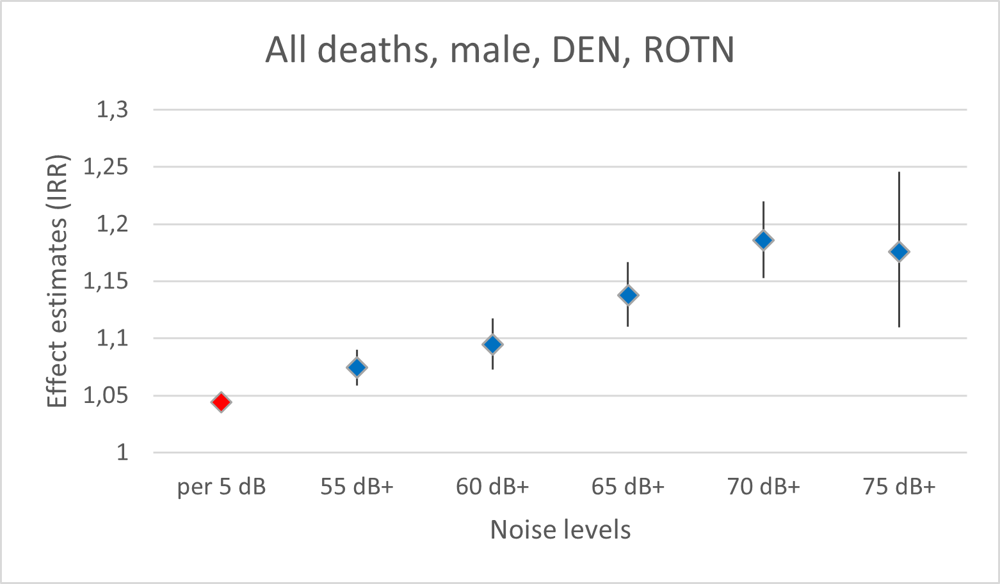 All deaths, male, DEN, ROTN
Effect estimates (IRR)
1,3
1,25
1,2
1,15
1,1
1,05
1
per 5 dB 55 dB+ 60 dB+ 65 dB+ 70 dB+ 75 dB+
Noise levels